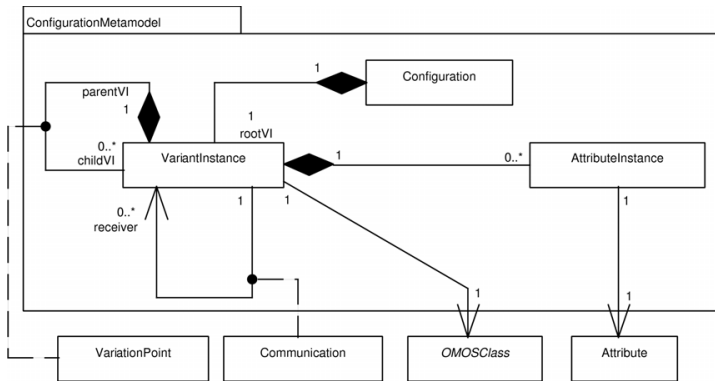 ConfigurationMetamodel
1
Configuration
parentVI
1
1
rootVI
0..*
childVI
VariantInstance
1
0..*
AttributeInstance
0..*
receiver
1
1
1
1
1
VariationPoint
Communication
OMOSClass
Attribute